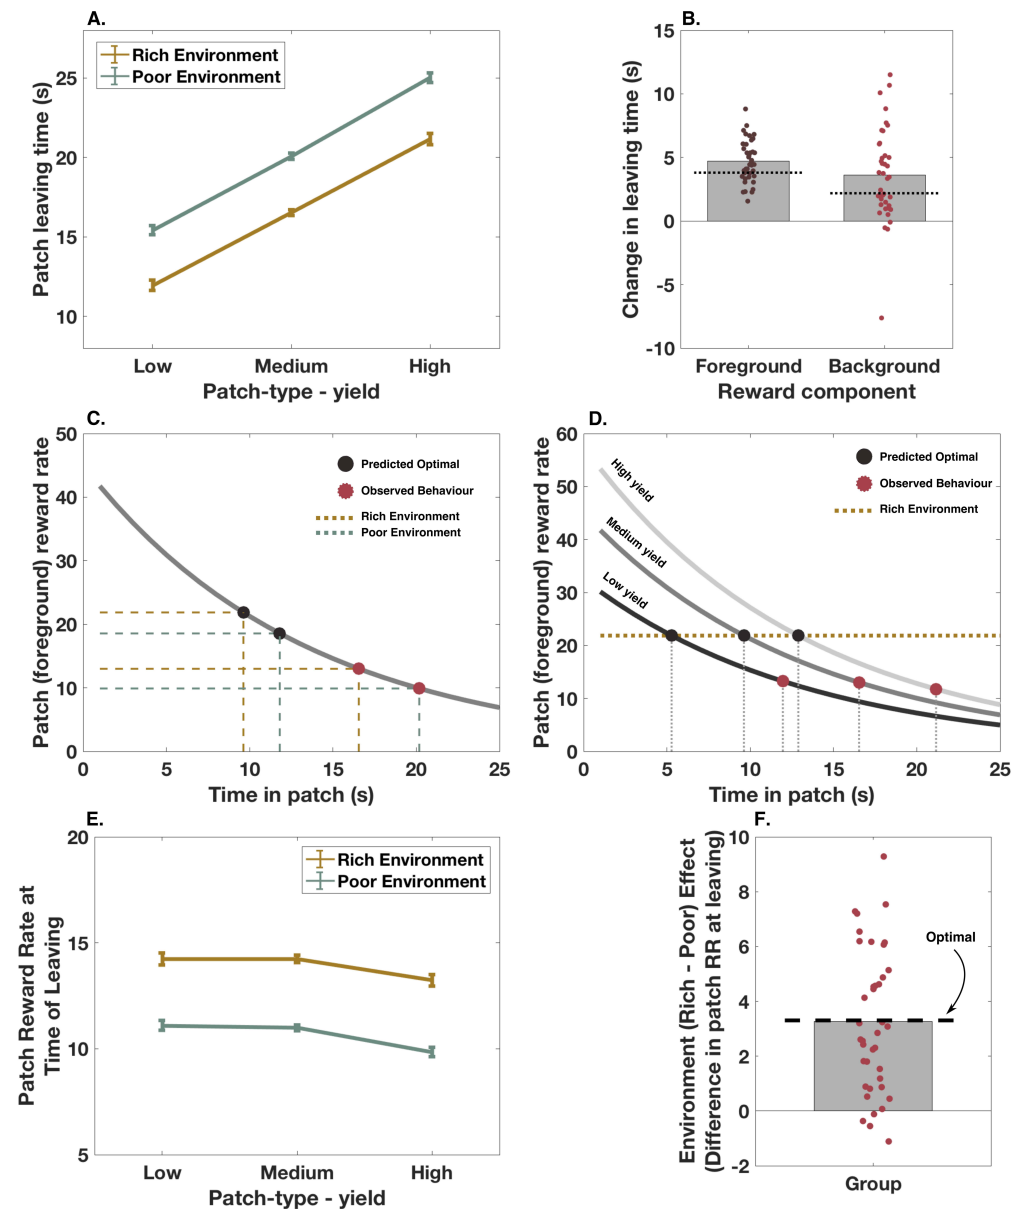 A.
Rich Environment
Poor Environment
25
20
15
10
Patch leaving time (s)
Low Medium High
Patch-type - yield
B.
15
10
5
0
-5
-10
Change in leaving time (s)
Foreground Background
Reward component
C.
50
40
30
20
10
0
Patch (foreground) reward rate
Predicted Optimal
Observed Behaviour
Rich Environment
Poor Environment
0 5 10 15 20 25
Time in patch (s)
D.
60
50
40
30
20
10
0
Patch (foreground) reward rate
High yield
Medium yield
Low yield
Predicted Optimal
Observed Behaviour
Rich Environment
0 5 10 15 20 25
Time in patch (s)
E.
20
15
10
5
Patch Reward Rate at
Time of Leaving
Rich Environment
Poor Environment
Low Medium High
Patch-type - yield
F.
10
8
6
4
2
0
-2
Environment (Rich - Poor) Effect
(Difference in patch RR at leaving)
Optimal
Group